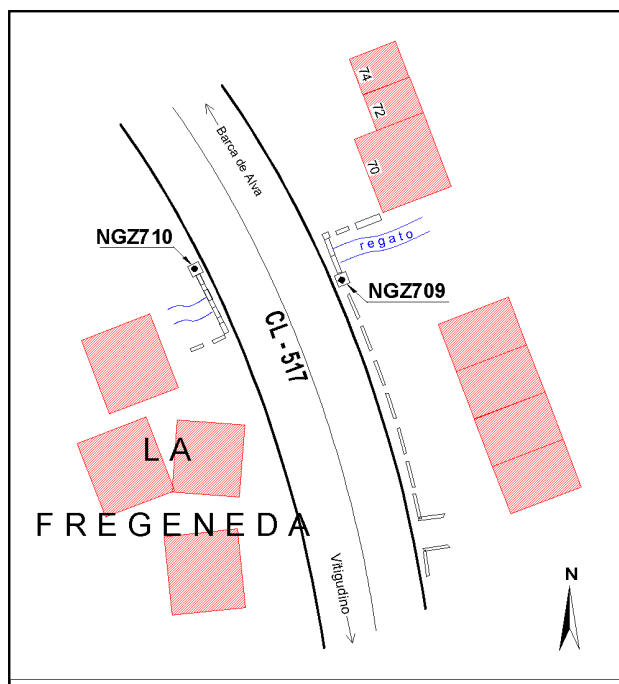 74
72
70
Barca de Alva
regato
NGZ710
NGZ709
CL - 517
LA
FREGENEDA
Vitigudino
N